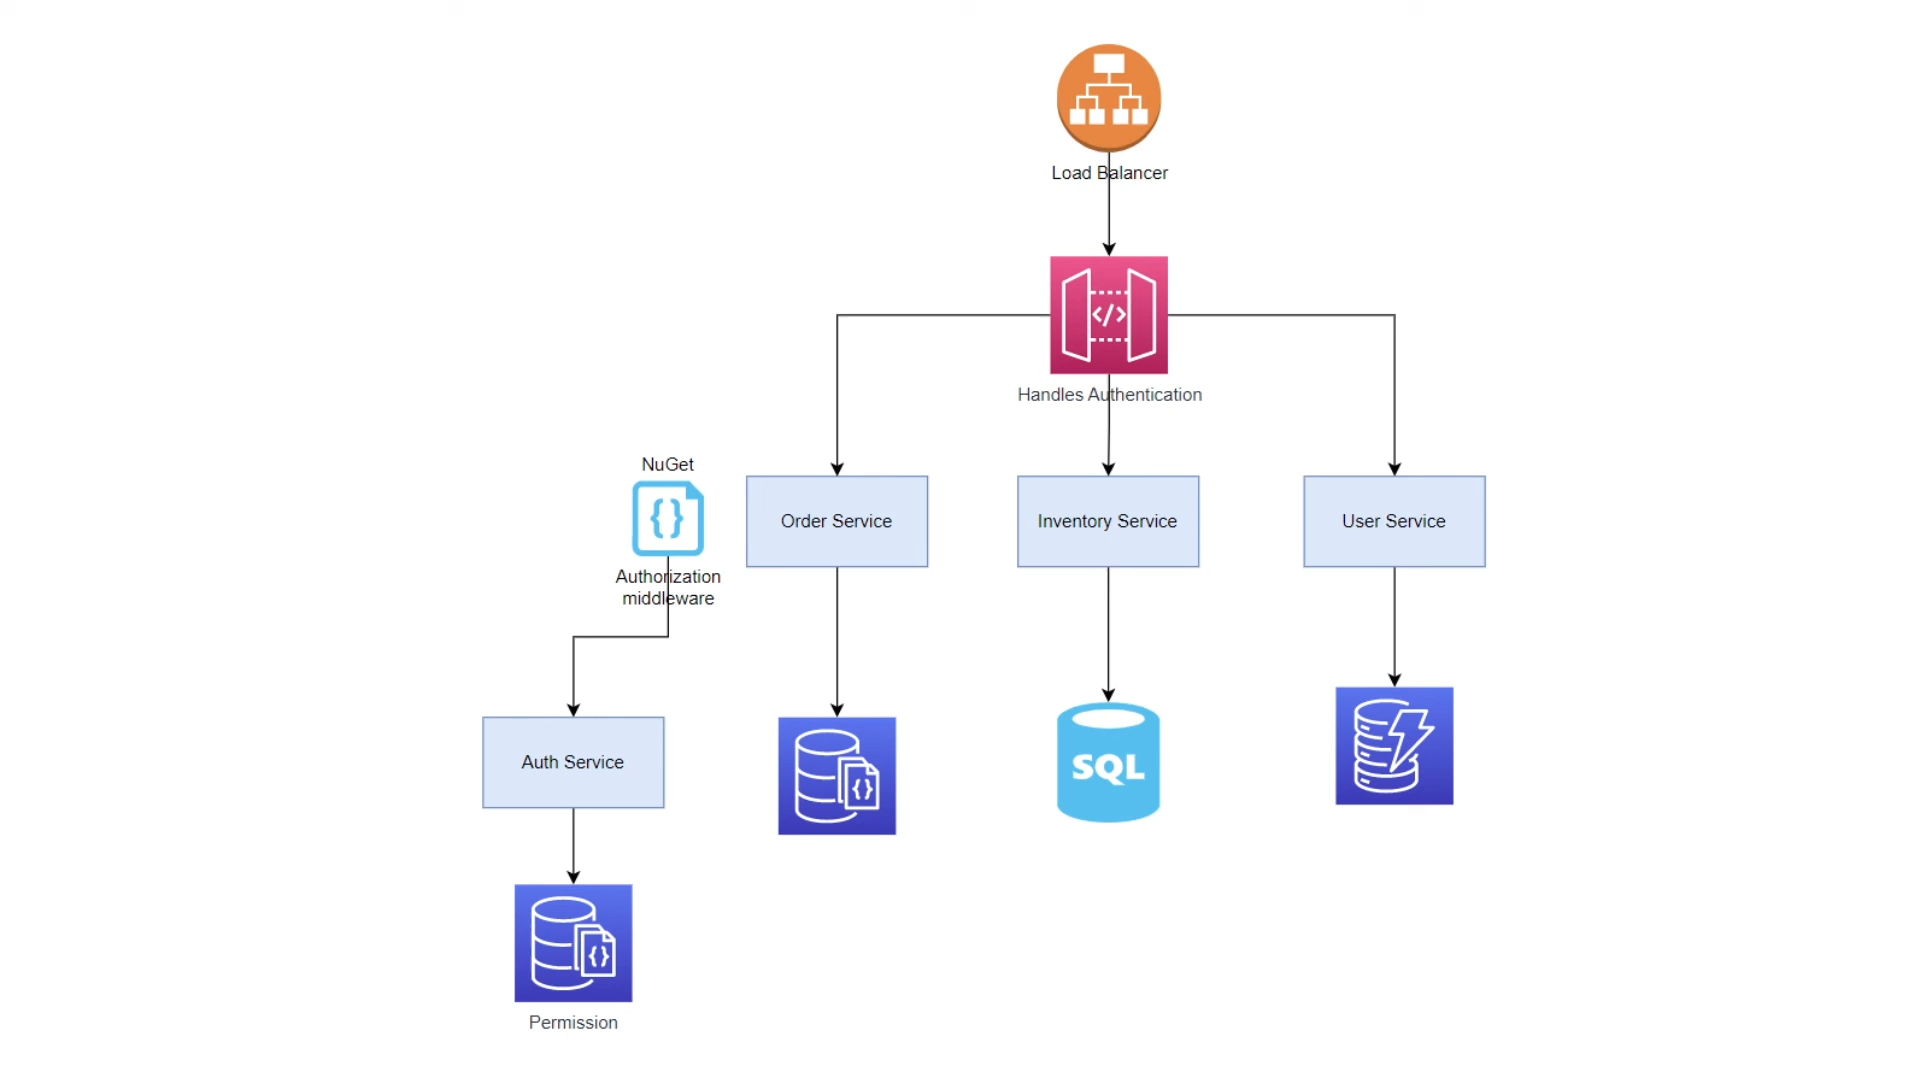 Load Balancer
</>
Handles Authentication
NuGet
{}
Authorization
middleware
Order Service
Inventory Service
User Service
Auth Service
{}
SQL
{}
Permission